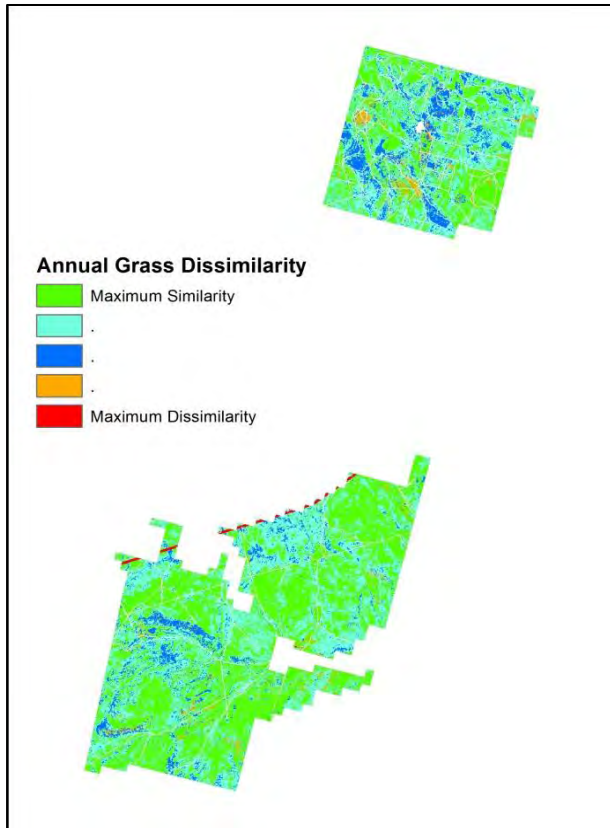 Annual Grass Dissimilarity
Maximum Similarity
.
.
.
Maximum Dissimilarity